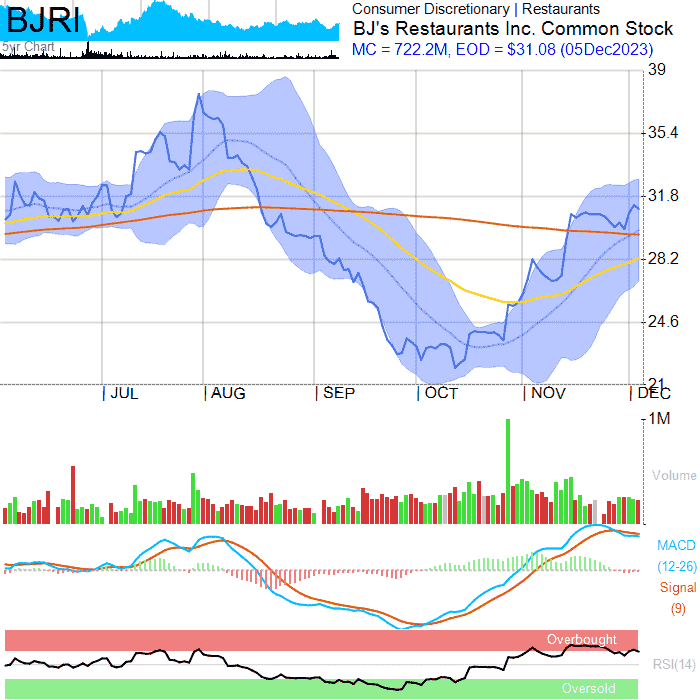 BJRI
5yr Chart
Consumer Discretionary | Restaurants
BJ's Restaurants Inc. Common Stock
MC = 722.2M, EOD = $31.08 (05Dec2023)
39
35.4
31.8
28.2
24.6
21
| JUL | AUG | SEP | OCT | NOV | DEC
1M
Volume
MACD
(12-26)
Signal
(9)
Overbought
RSI(14)
Oversold